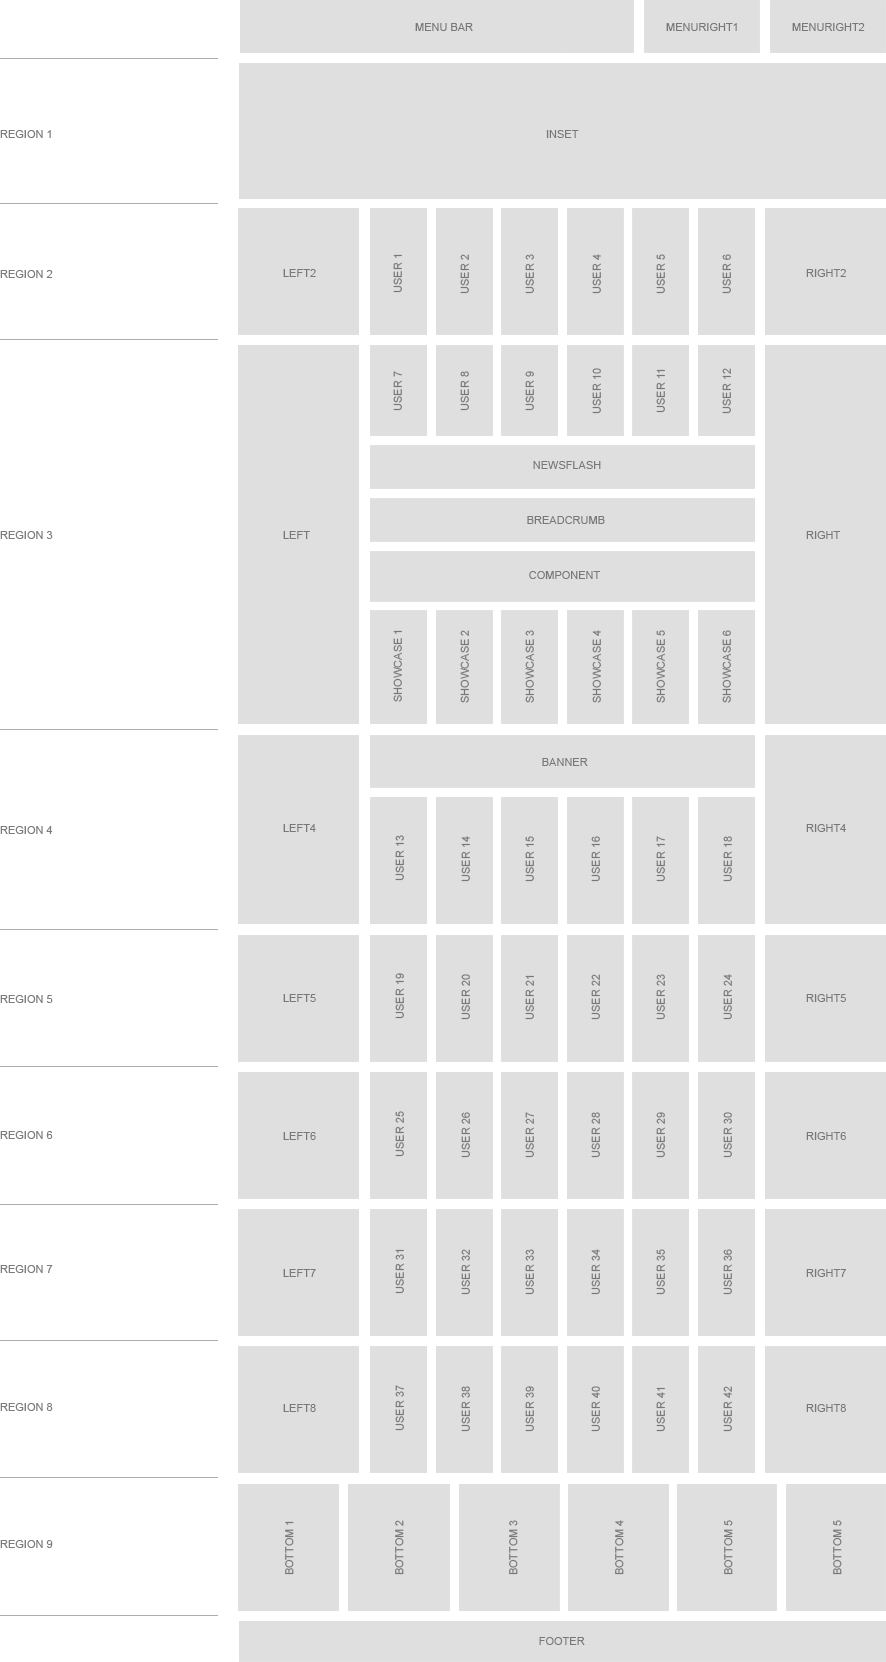 MENU BAR
MENURIGHT1
MENURIGHT2
REGION 1
INSET
REGION 2
LEFT2
USER 1
USER 2
USER 3
USER 4
USER 5
USER 6
RIGHT2
REGION 3
LEFT
USER 7
USER 8
USER 9
USER 10
USER 11
USER 12
NEWSFLASH
BREADCRUMB
COMPONENT
SHOWCASE 1
SHOWCASE 2
SHOWCASE 3
SHOWCASE 4
SHOWCASE 5
SHOWCASE 6
RIGHT
REGION 4
LEFT4
BANNER
USER 13
USER 14
USER 15
USER 16
USER 17
USER 18
RIGHT4
REGION 5
LEFT5
USER 19
USER 20
USER 21
USER 22
USER 23
USER 24
RIGHT5
REGION 6
LEFT6
USER 25
USER 26
USER 27
USER 28
USER 29
USER 30
RIGHT6
REGION 7
LEFT7
USER 31
USER 32
USER 33
USER 34
USER 35
USER 36
RIGHT7
REGION 8
LEFT8
USER 37
USER 38
USER 39
USER 40
USER 41
USER 42
RIGHT8
REGION 9
BOTTOM 1
BOTTOM 2
BOTTOM 3
BOTTOM 4
BOTTOM 5
BOTTOM 5
FOOTER